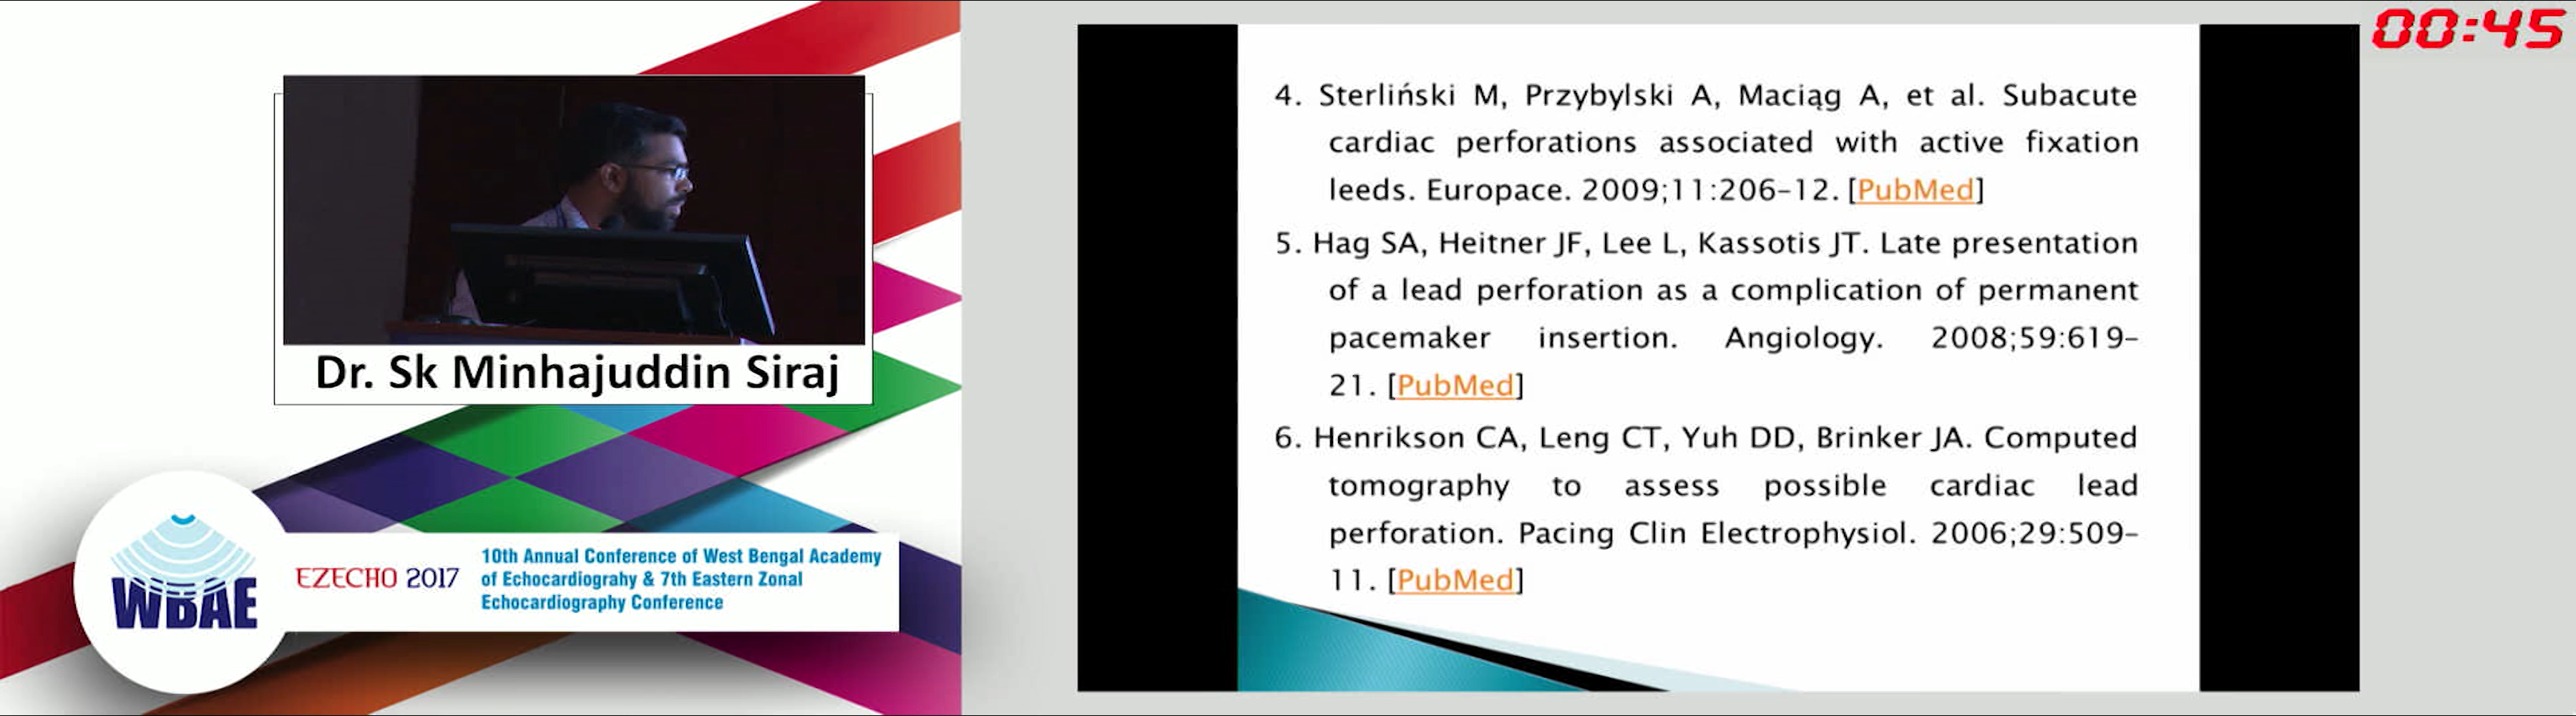 00:45
Dr. Sk Minhajuddin Siraj
WBAE
EZECHO 2017
10th Annual Conference of West Bengal Academy
of Echocardiograhy & 7th Eastern Zonal
Echocardiography Conference
4. Sterliński M, Przybylski A, Maciąg A, et al. Subacute
cardiac perforations associated with active fixation
leeds. Europace. 2009;11:206-12. [PubMed]
5. Hag SA, Heitner JF, Lee L, Kassotis JT. Late presentation
of a lead perforation as a complication of permanent
pacemaker insertion. Angiology. 2008;59:619-
21. [PubMed]
6. Henrikson CA, Leng CT, Yuh DD, Brinker JA. Computed
tomography to assess possible cardiac lead
perforation. Pacing Clin Electrophysiol. 2006;29:509-
11. [PubMed]